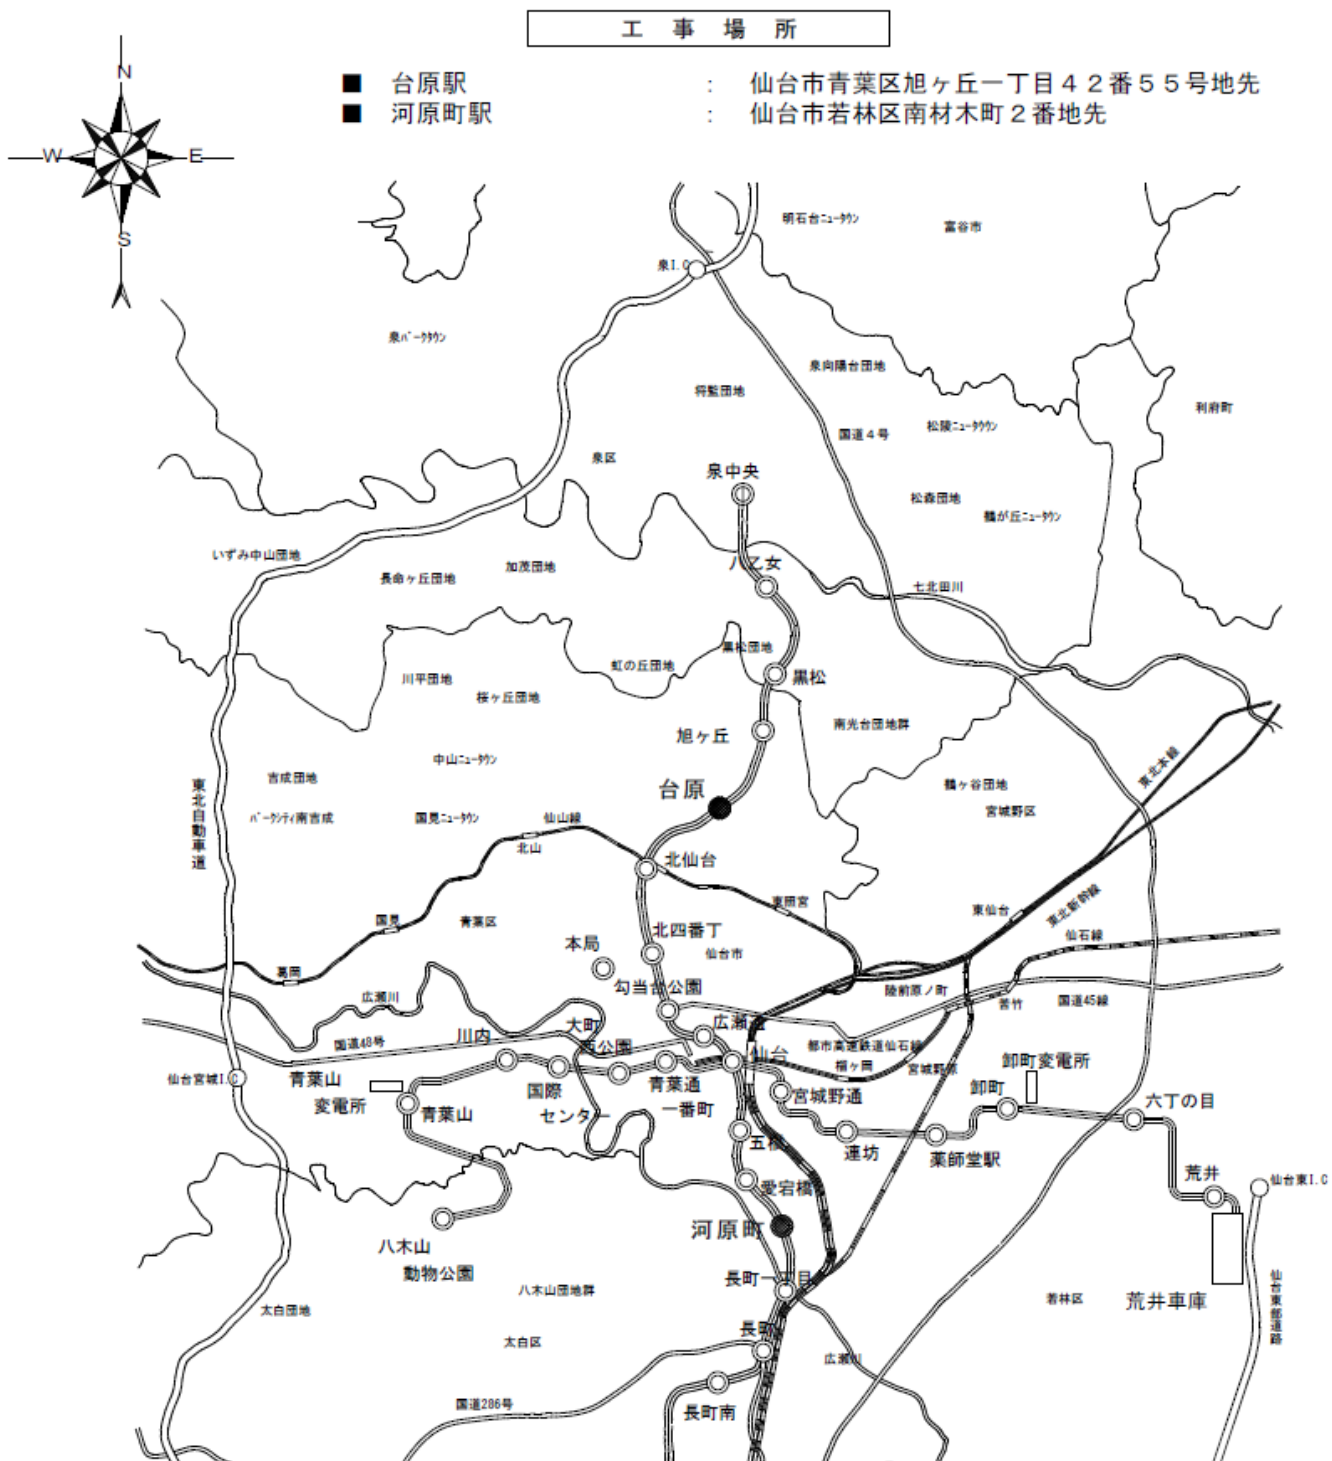 工事場所
■ 台原駅 : 仙台市青葉区旭ヶ丘一丁目42番55号地先
■ 河原町駅 : 仙台市若林区南材木町2番地先
N
W
E
S
明石台ニュータウン
富谷市
泉I.C
泉パークタウン
泉向陽台団地
将監団地
利府町
国道4号
松陵ニュータウウン
泉区
泉中央
松森団地
鶴が丘ニュータウン
いずみ中山団地
長命ヶ丘団地
加茂団地
八乙女
七北田川
黒松団地
虹の丘団地
川平団地
黒松
桜ヶ丘団地
南光台団地群
旭ヶ丘
東北本線
中山ニュータウン
吉成団地
鶴ヶ谷団地
台原
宮城野区
東北自動車道
パークシティ南吉成
国見ニュータウン
仙山線
北山
北仙台
東照宮
東仙台
東北新幹線
国見
青葉区
北四番丁
仙台市
仙石線
本局
葛岡
勾当台公園
陸前原ノ町
苦竹
国道45線
広瀬川
大町
広瀬通
国道48号
川内
西公園
仙台
都市高速鉄道仙石線
榴ヶ岡
宮城野原
卸町変電所
仙台宮城I.C
青葉山
変電所
青葉山
国際
センター
青葉通
一番町
宮城野通
卸町
六丁の目
五橋
連坊
薬師堂駅
荒井
仙台東I.C
愛宕橋
河原町
八木山
動物公園
長町一丁目
八木山団地群
若林区
荒井車庫
仙台東部道路
太白団地
長町
太白区
広瀬川
国道286号
長町南